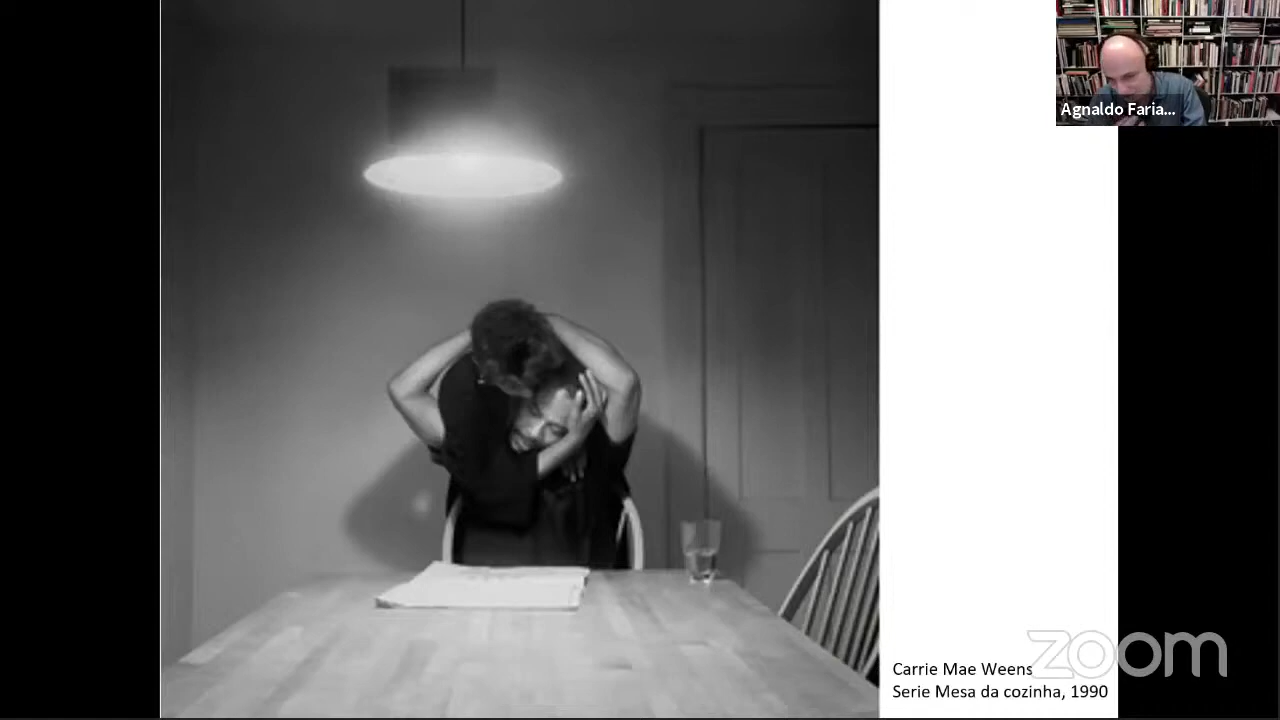 Agnaldo Faria...
Carrie Mae Weens
Serie Mesa da cozinha, 1990
zoom